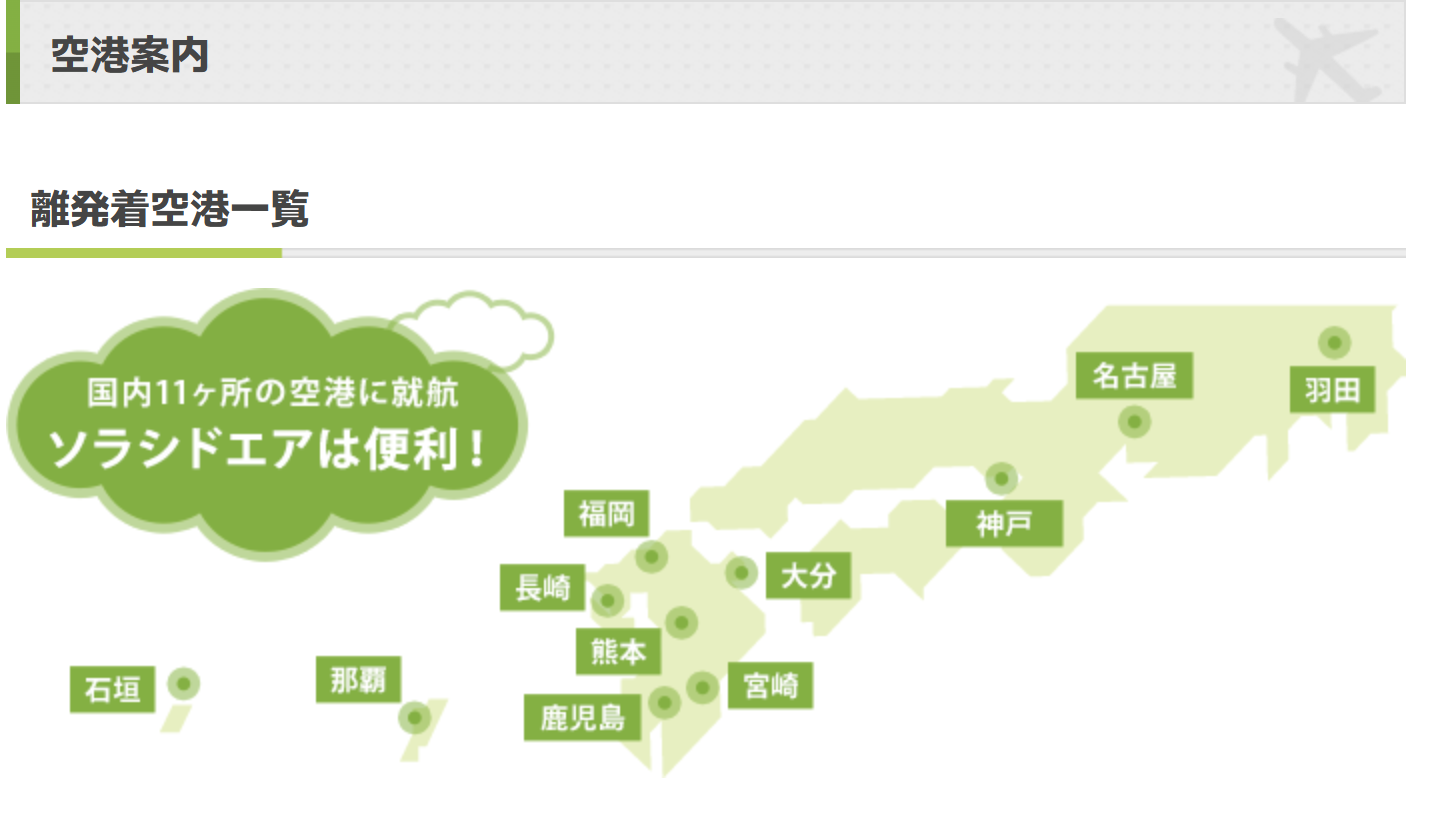 空港案内
離発着空港一覧
国内11ヶ所の空港に就航
ソラシドエアは便利！
名古屋
羽田
福岡
神戸
長崎
大分
熊本
石垣
那覇
宮崎
鹿児島